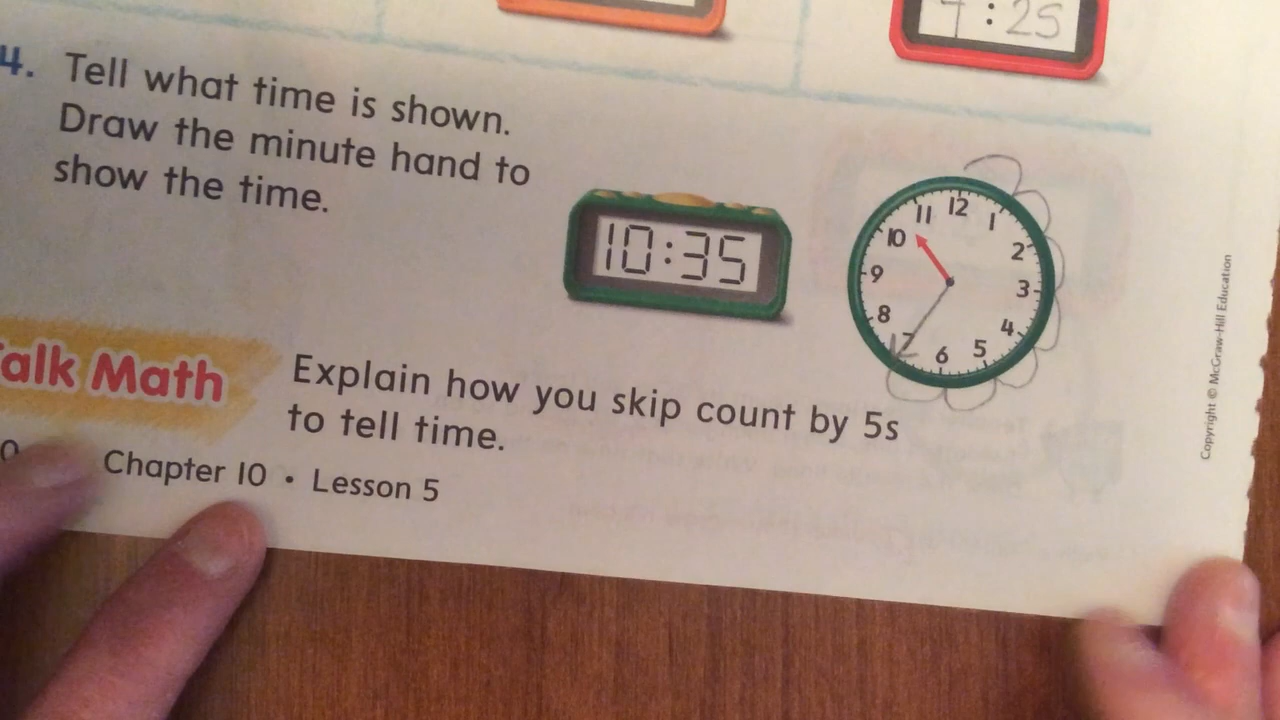 :25
4. Tell what time is shown.
Draw the minute hand to
show the time.
10:35
12
11 1
10 2
9 3
8 4
7 6 5
alk Math
Explain how you skip count by 5s
to tell time.
0 Chapter 10 • Lesson 5
Copyright © McGraw-Hill Education